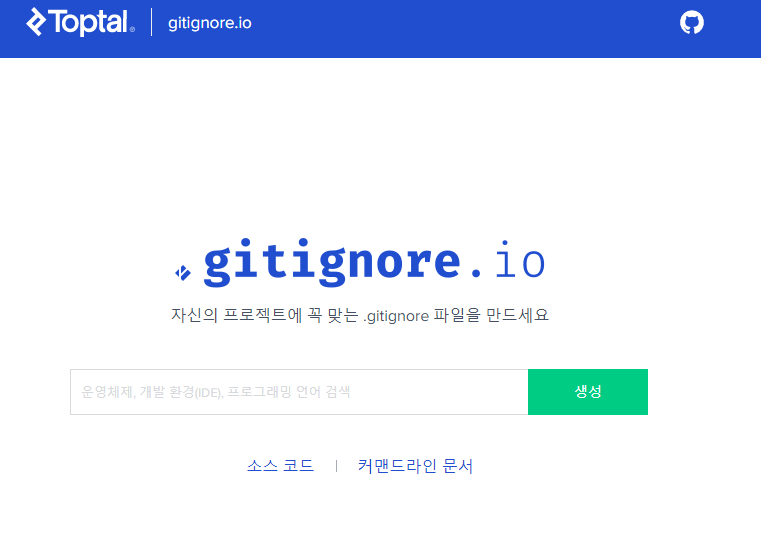 Toptal® | gitignore.io
.gitignore.io
자신의 프로젝트에 꼭 맞는 .gitignore 파일을 만드세요
운영체제, 개발 환경(IDE), 프로그래밍 언어 검색 생성
소스 코드 | 커맨드라인 문서